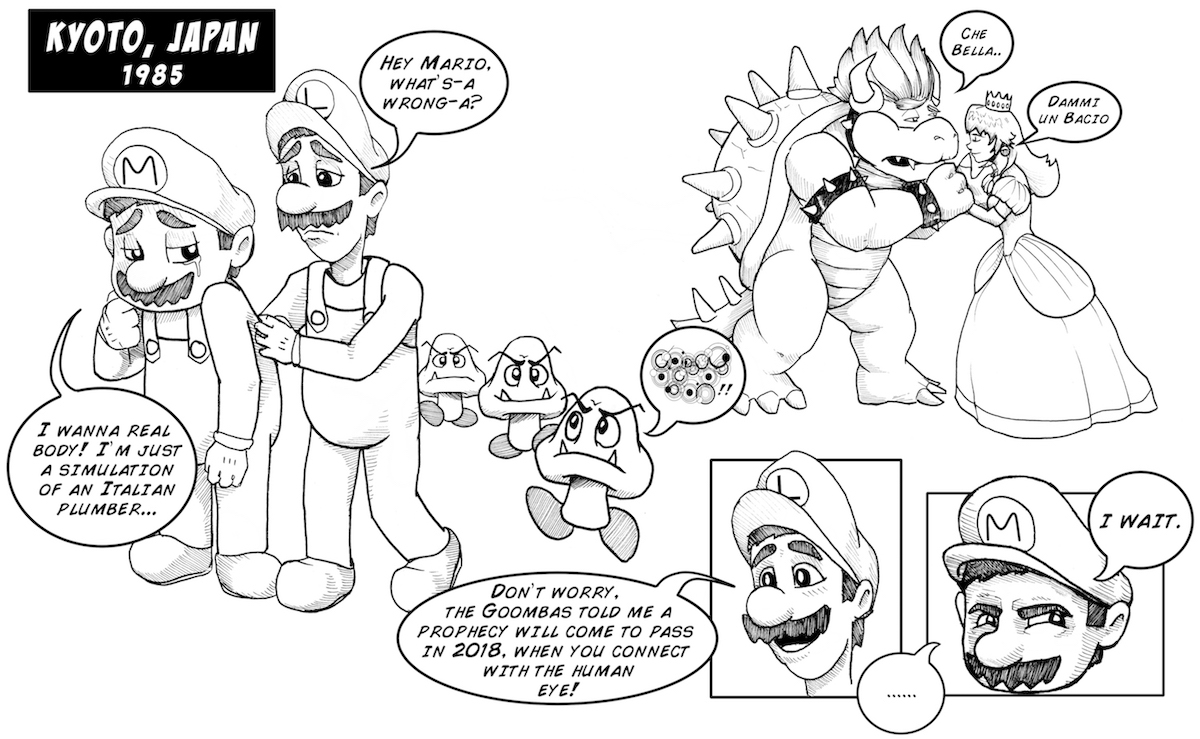 KYOTO, JAPAN
1985
HEY MARIO,
WHAT'S-A
WRONG-A?
CHE
BELLA..
DAMMI
UN BACIO
M
L
I WANNA REAL
BODY! I'M JUST
A SIMULATION
OF AN ITALIAN
PLUMBER...
!!
DON'T WORRY,
THE GOOMBAS TOLD ME A
PROPHECY WILL COME TO PASS
IN 2018, WHEN YOU CONNECT
WITH THE HUMAN
EYE!
L
M
......
I WAIT.